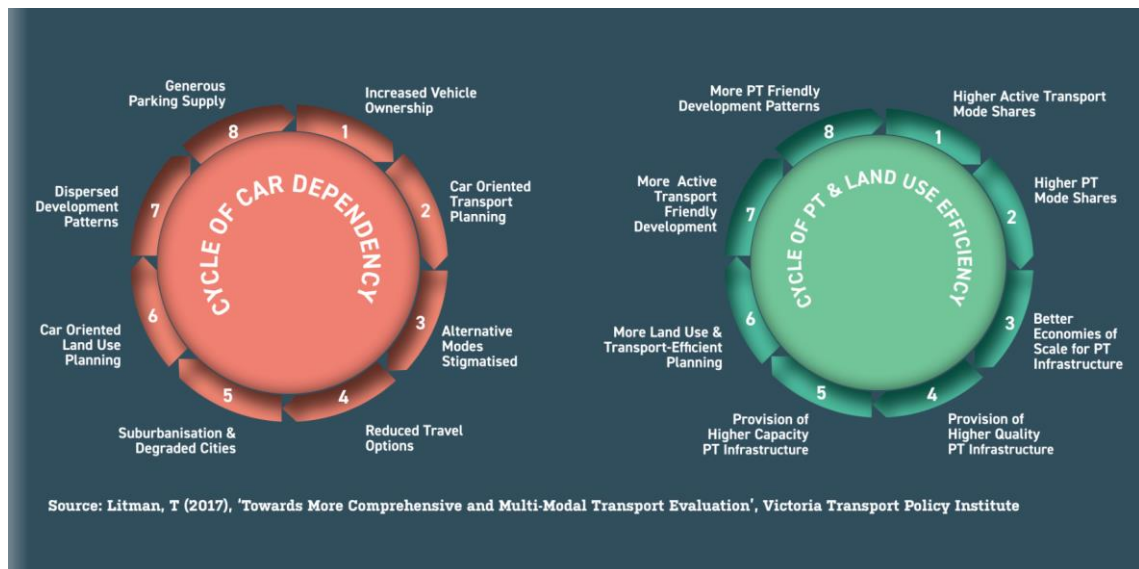 CYCLE OF CAR DEPENDENCY
1
Increased Vehicle
Ownership
2
Car Oriented
Transport
Planning
3
Alternative
Modes
Stigmatised
4
Reduced Travel
Options
5
Suburbanisation &
Degraded Cities
6
Car Oriented
Land Use
Planning
7
Dispersed
Development
Patterns
8
Generous
Parking Supply
CYCLE OF PT & LAND USE EFFICIENCY
1
Higher Active Transport
Mode Shares
2
Higher PT
Mode Shares
3
Better
Economies of
Scale for PT
Infrastructure
4
Provision of
Higher Quality
PT Infrastructure
5
Provision of
Higher Capacity
PT Infrastructure
6
More Land Use &
Transport-Efficient
Planning
7
More Active
Transport
Friendly
Development
8
More PT Friendly
Development Patterns
Source: Litman, T (2017), ‘Towards More Comprehensive and Multi-Modal Transport Evaluation’, Victoria Transport Policy Institute